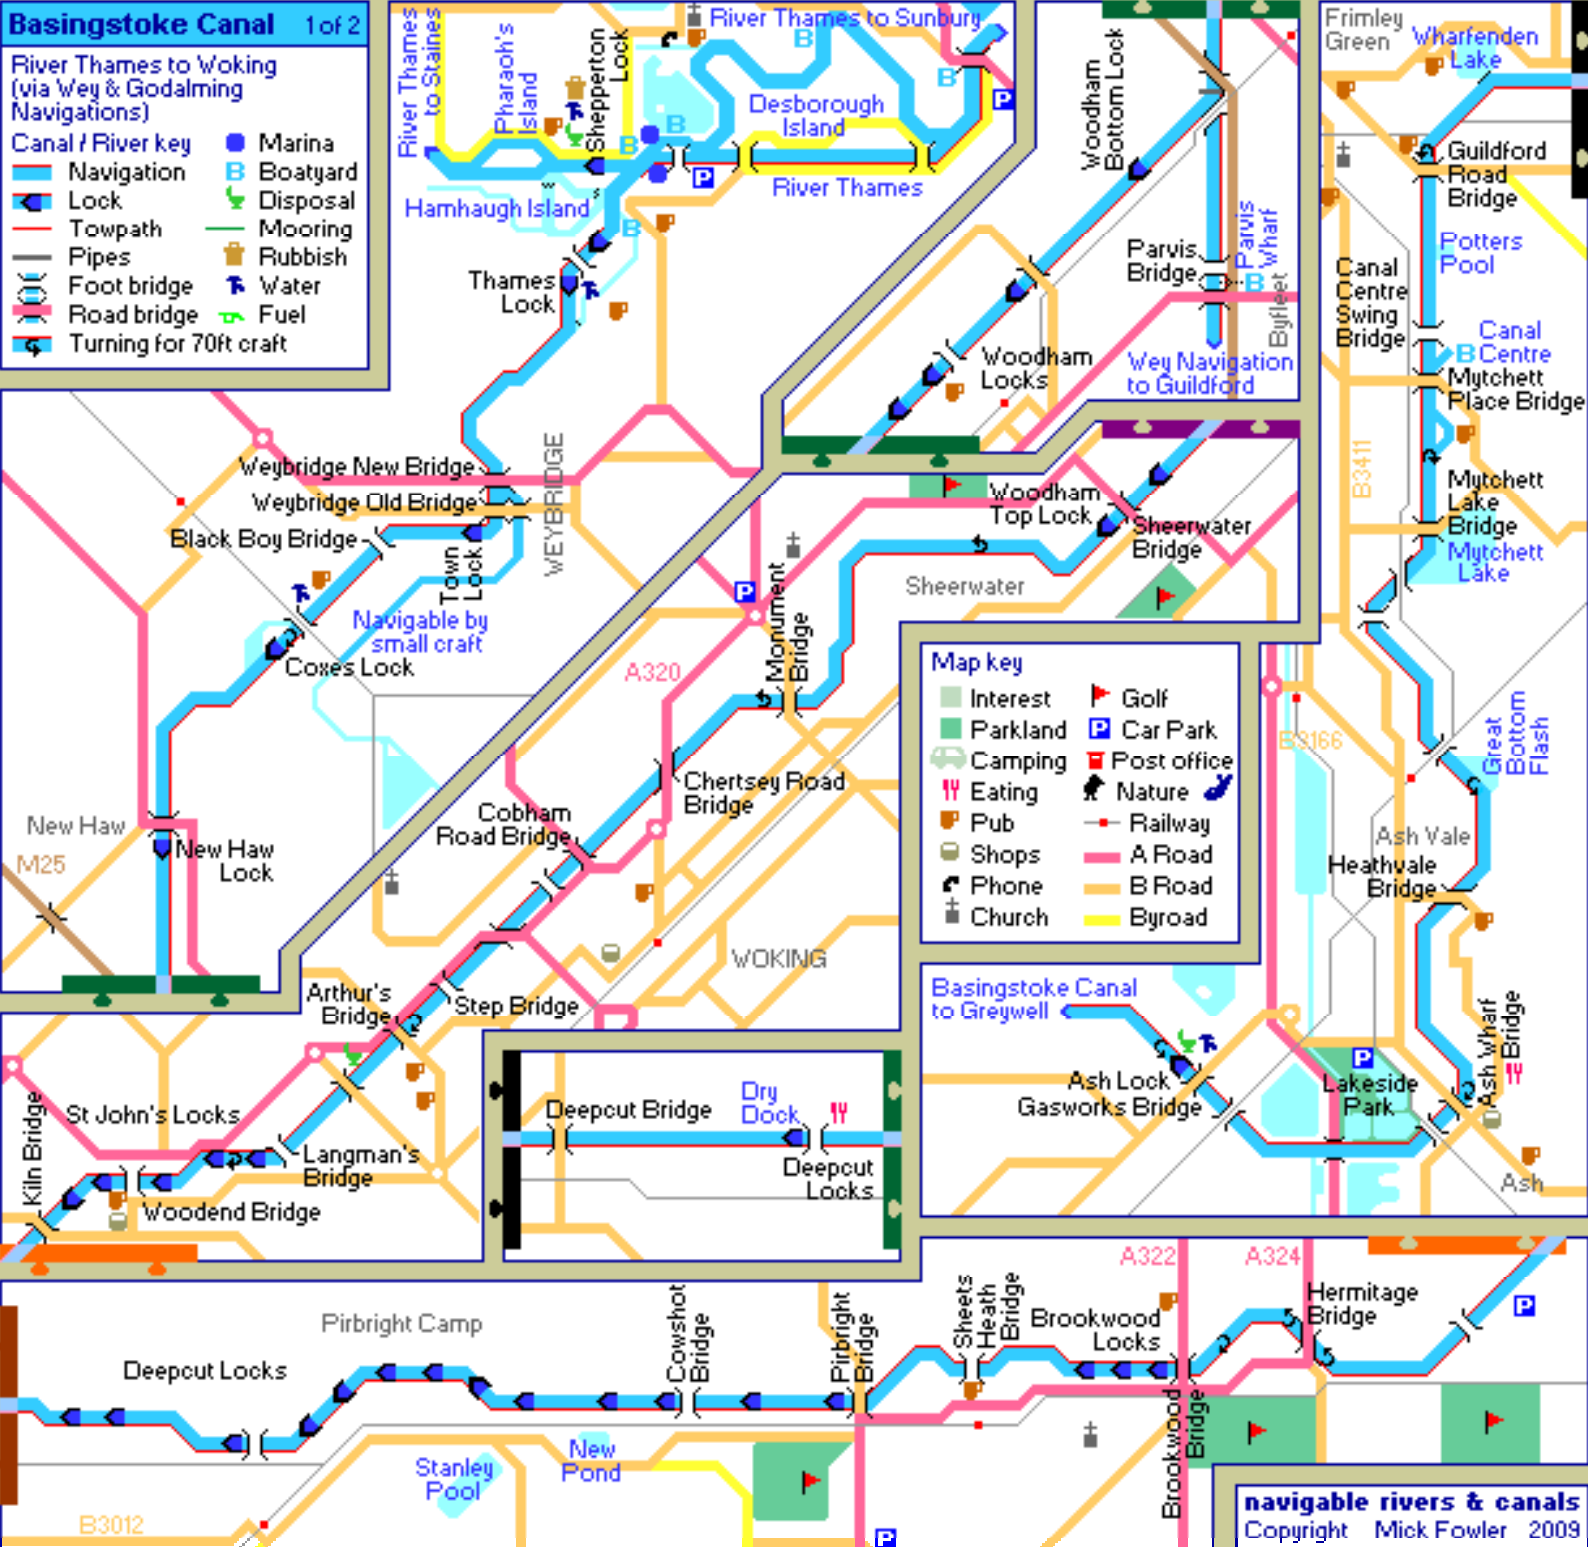 Basingstoke Canal 1 of 2
River Thames to Woking
(via Wey & Godalming
Navigations)
Canal / River key
Navigation
Lock
Towpath
Pipes
Foot bridge
Road bridge
Turning for 70ft craft
Marina
Boatyard
Disposal
Mooring
Rubbish
Water
Fuel
River Thames
to Staines
Pharaoh's
Island
Shepperton
Lock
River Thames to Sunbury
B
B
B
B
B
Desborough
Island
P
P
River Thames
Hamhaugh Island
Thames
Lock
Weybridge New Bridge
Weybridge Old Bridge
WEYBRIDGE
Black Boy Bridge
Town
Lock
Navigable by
small craft
Coxes Lock
New Haw
New Haw
Lock
M25
Woodham
Bottom Lock
Parvis
Bridge
Parvis
Wharf
B
Byfleet
Woodham
Locks
Wey Navigation
to Guildford
Woodham
Top Lock
Sheerwater
Bridge
Sheerwater
P
Monument
Bridge
A320
Chertsey Road
Bridge
Cobham
Road Bridge
WOKING
Step Bridge
Arthur's
Bridge
St John's Locks
Kiln Bridge
Langman's
Bridge
Woodend Bridge
Map key
Interest
Parkland
Camping
Eating
Pub
Shops
Phone
Church
Golf
P Car Park
Post office
Nature
Railway
A Road
B Road
Byroad
Frimley
Green
Wharfenden
Lake
Guildford
Road
Bridge
Potters
Pool
Canal
Centre
Swing
Bridge
B Canal
Centre
Mytchett
Place Bridge
B3411
Mytchett
Lake
Bridge
Mytchett
Lake
B3166
Great
Bottom
Flash
Ash Vale
Heathvale
Bridge
Ash Wharf
Bridge
P
Lakeside
Park
Ash
Basingstoke Canal
to Greywell
Ash Lock
Gasworks Bridge
Deepcut Bridge
Dry
Dock
Deepcut
Locks
Pirbright Camp
Deepcut Locks
Cowshot
Bridge
Pirbright
Bridge
Sheets
Heath
Bridge
Brookwood
Locks
A322
A324
Hermitage
Bridge
P
Brookwood
Bridge
Stanley
Pool
New
Pond
B3012
P
navigable rivers & canals
Copyright Mick Fowler 2009